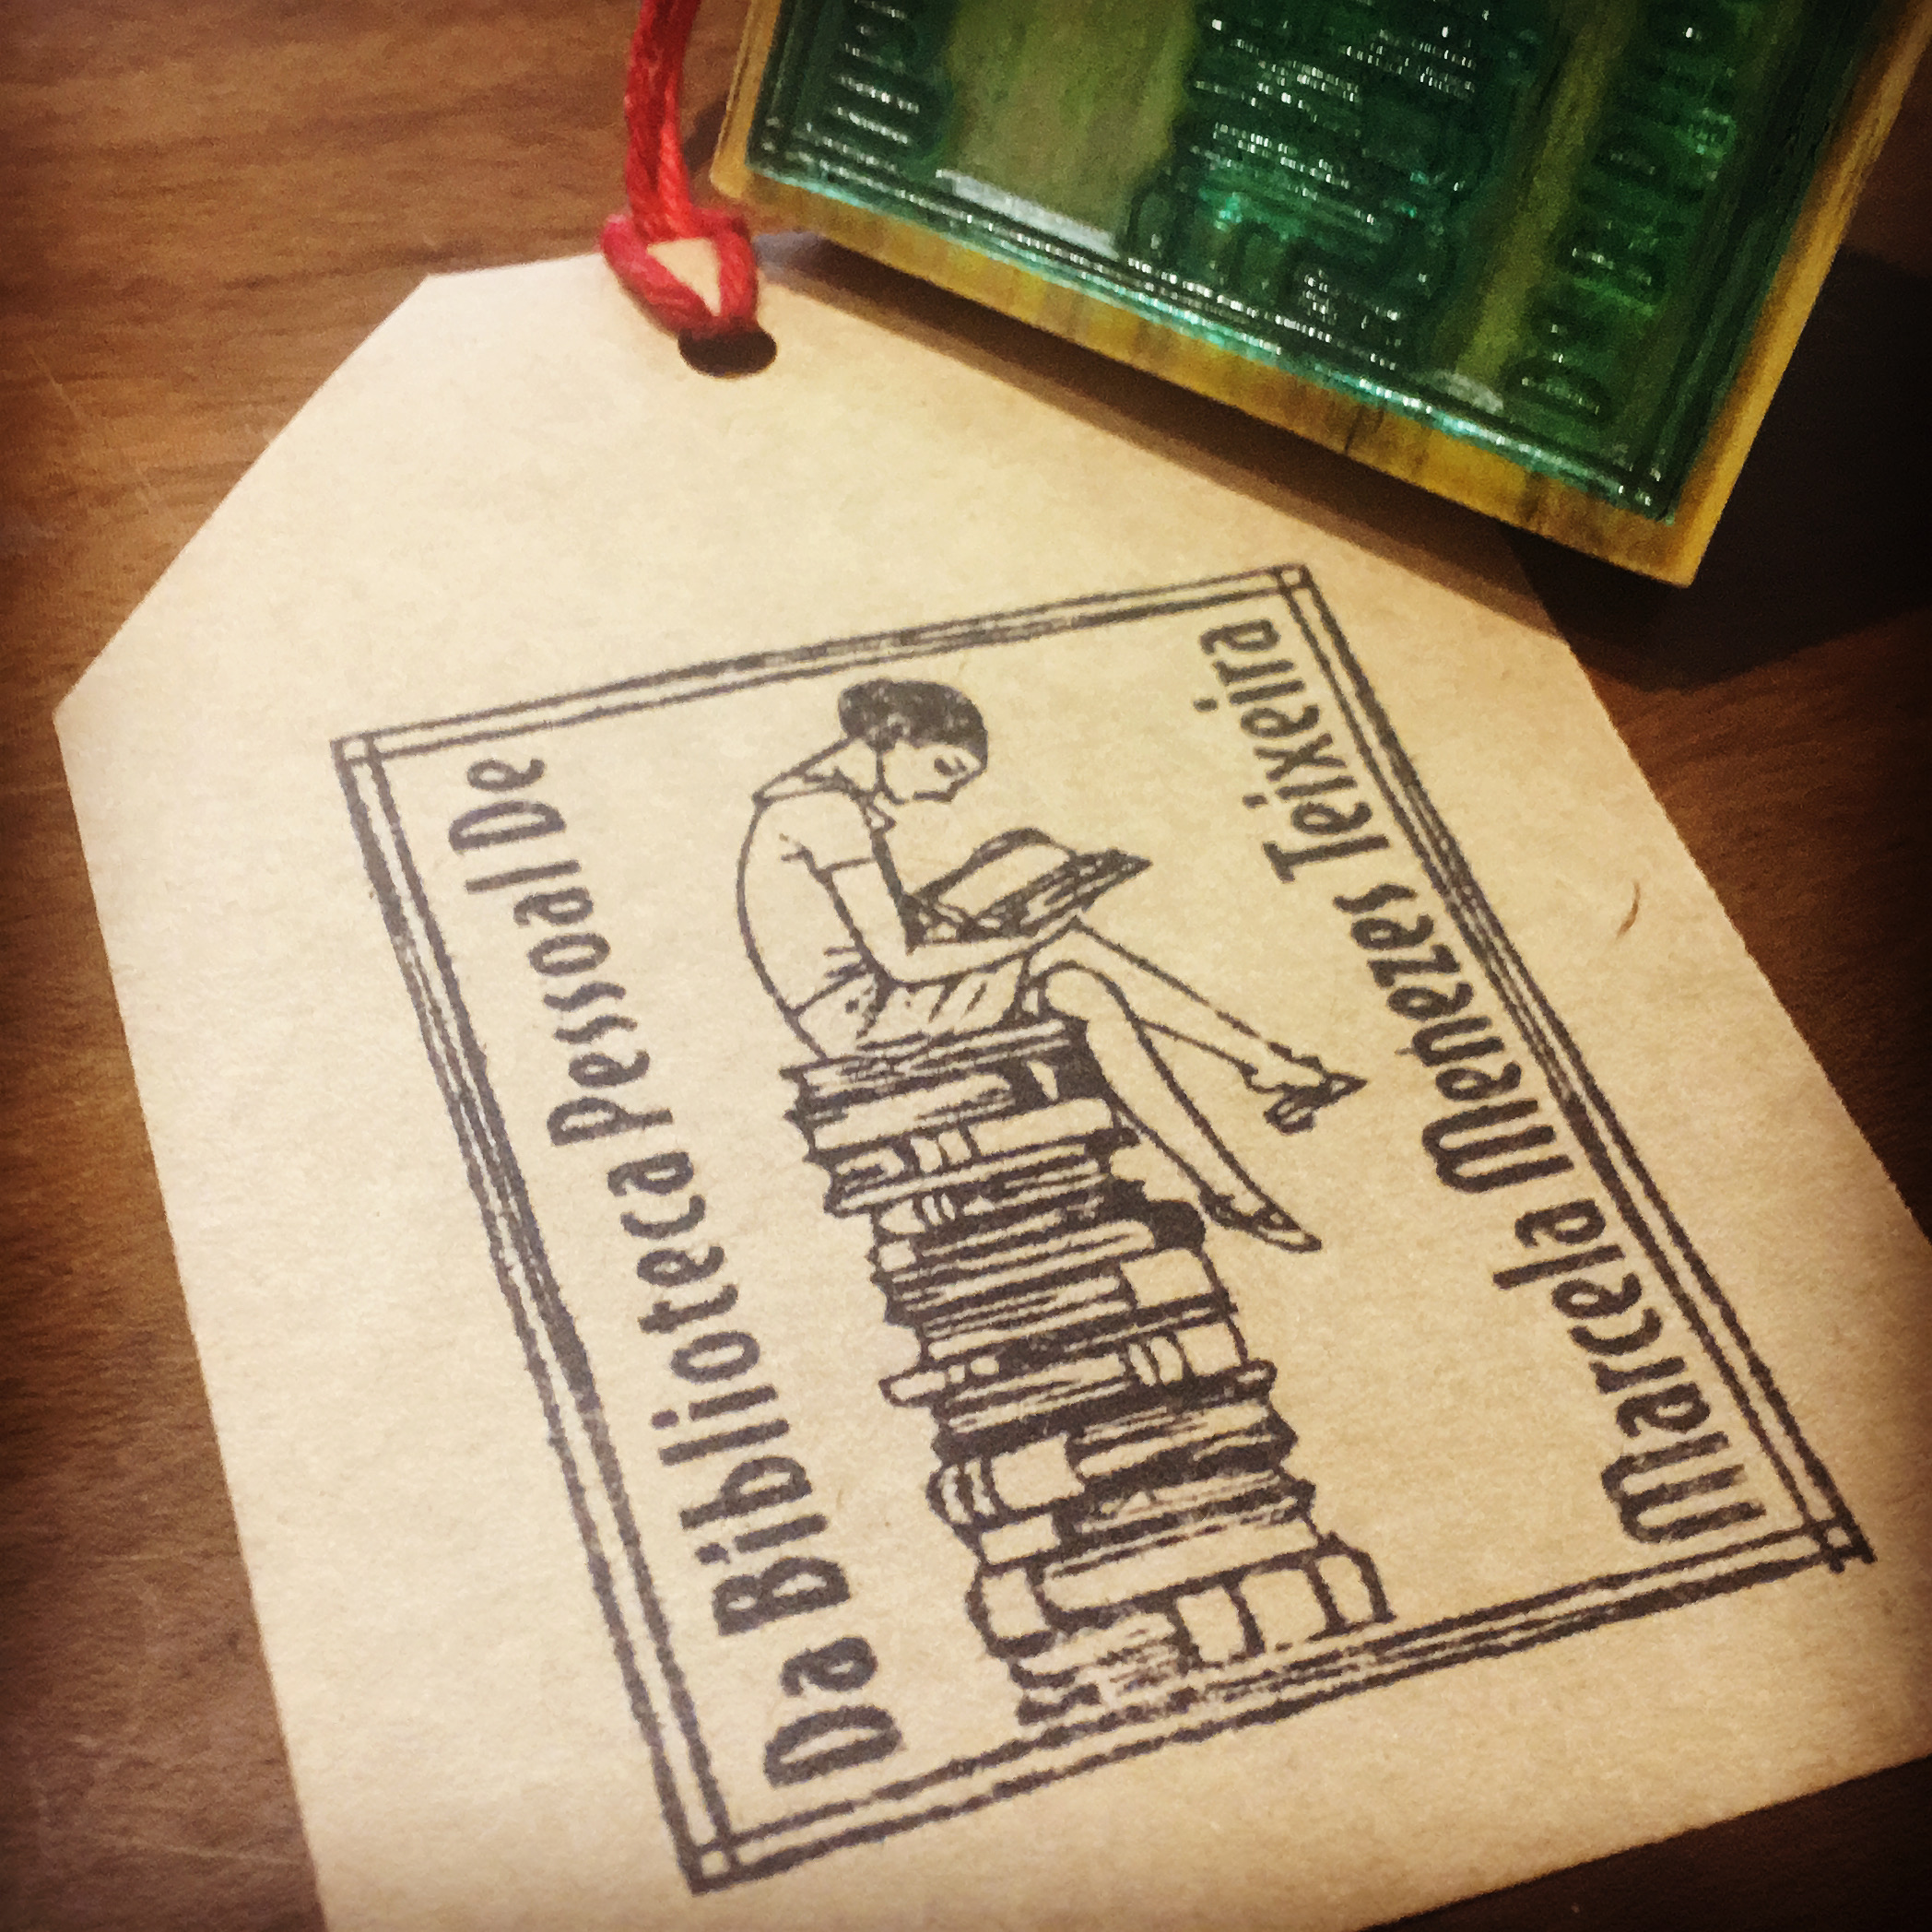 Da Biblioteca Pessoal De
Marcela Menezes Teixeira